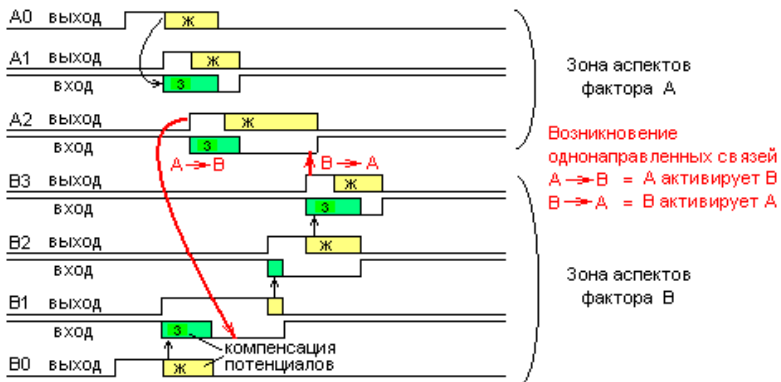 A0 выход ж
A1 выход ж
вход з
A2 выход ж
вход з
A → B B → A
B3 выход ж
вход з
B2 выход ж
вход
B1 выход
вход з
компенсация
потенциалов
B0 выход ж
Зона аспектов
фактора A
Возникновение
однонаправленных связей
A → B = A активирует B
B → A = B активирует A
Зона аспектов
фактора B